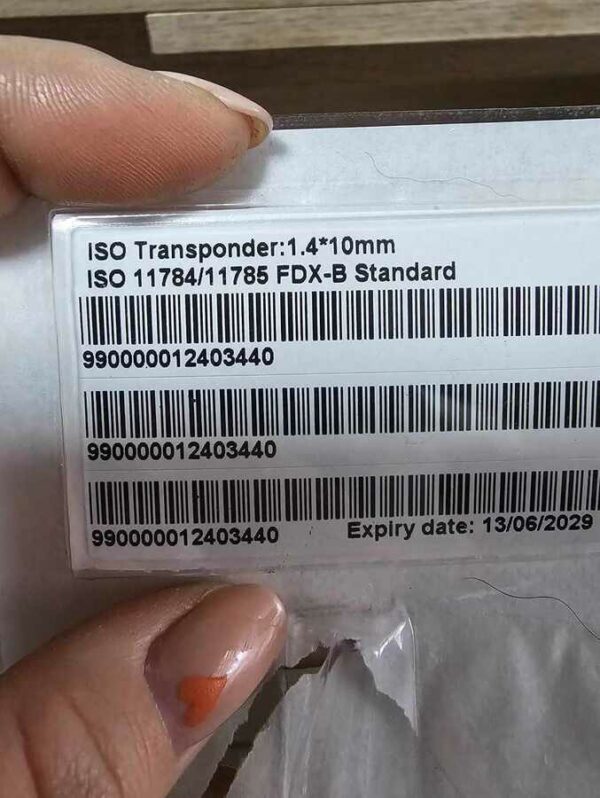 ISO Transponder:1.4*10mm
ISO 11784/11785 FDX-B Standard
990000012403440
990000012403440
990000012403440 Expiry date: 13/06/2029